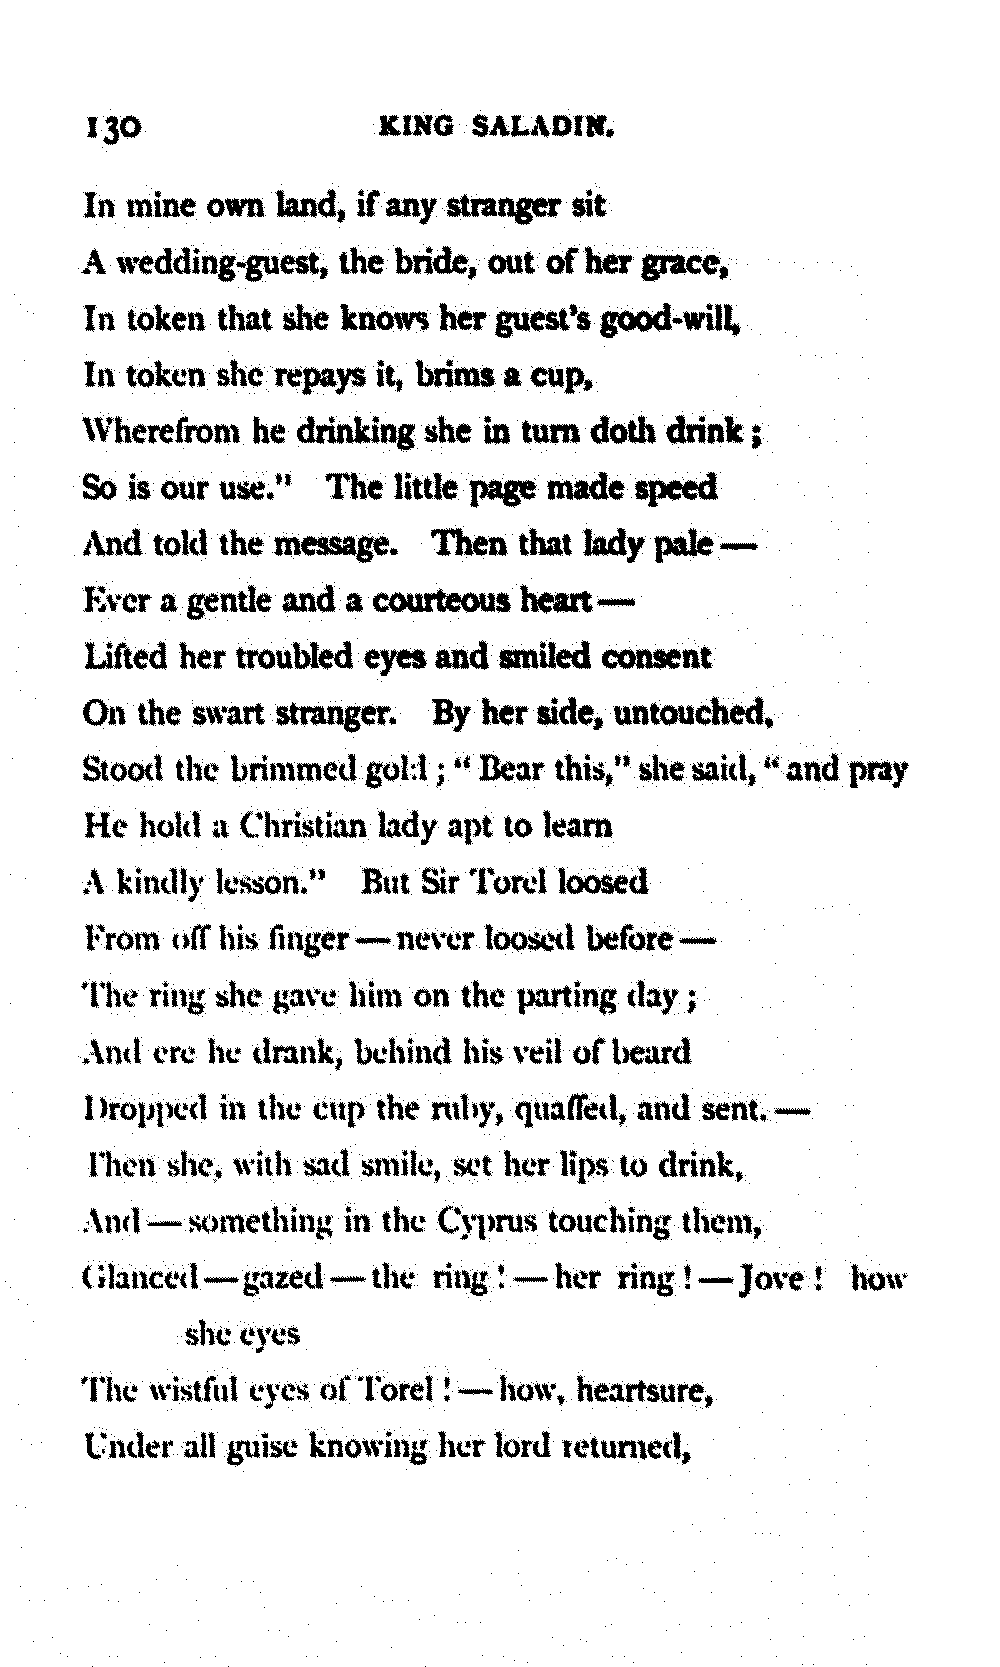 130 KING SALADIN.
In mine own land, if any stranger sit
A wedding-guest, the bride, out of her grace,
In token that she knows her guest's good-will,
In token she repays it, brims a cup,
Wherefrom he drinking she in turn doth drink;
So is our use." The little page made speed
And told the message. Then that lady pale—
Ever a gentle and a courteous heart—
Lifted her troubled eyes and smiled consent
On the swart stranger. By her side, untouched,
Stood the brimmed gold; "Bear this," she said, "and pray
He hold a Christian lady apt to learn
A kindly lesson." But Sir Torel loosed
From off his finger—never loosed before—
The ring she gave him on the parting day;
And ere he drank, behind his veil of beard
Dropped in the cup the ruby, quaffed, and sent.—
Then she, with sad smile, set her lips to drink,
And—something in the Cyprus touching them,
Glanced—gazed—the ring!—her ring!—Jove! how
she eyes
The wistful eyes of Torel!—how, heartsure,
Under all guise knowing her lord returned,